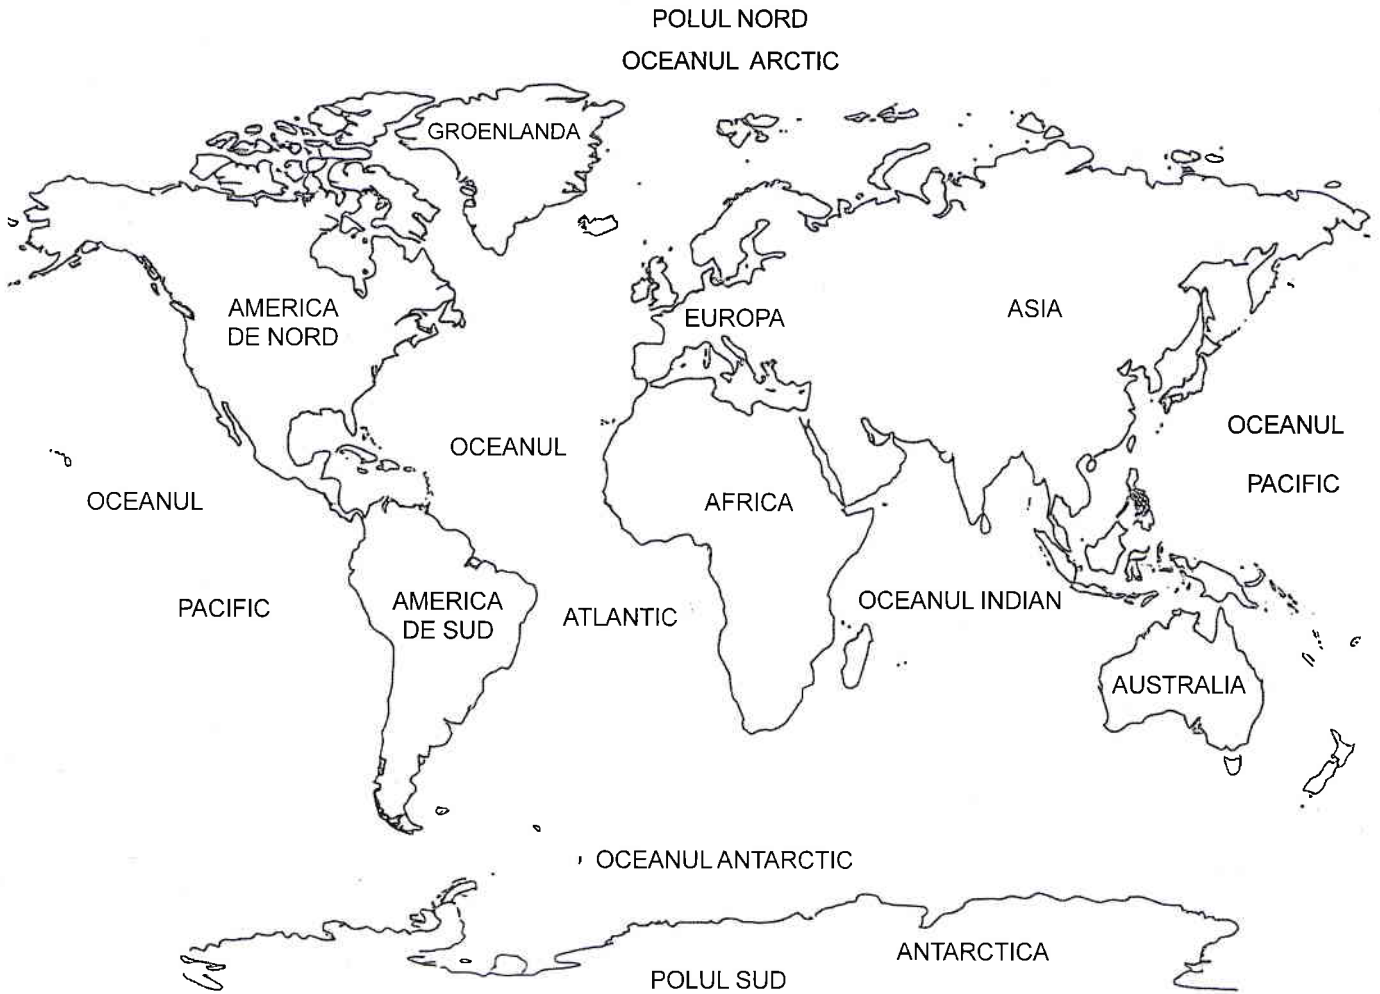 POLUL NORD
OCEANUL ARCTIC
GROENLANDA
AMERICA
DE NORD
EUROPA
ASIA
OCEANUL
PACIFIC
OCEANUL
OCEANUL
AFRICA
PACIFIC
AMERICA
DE SUD
ATLANTIC
OCEANUL INDIAN
AUSTRALIA
OCEANUL ANTARCTIC
ANTARCTICA
POLUL SUD